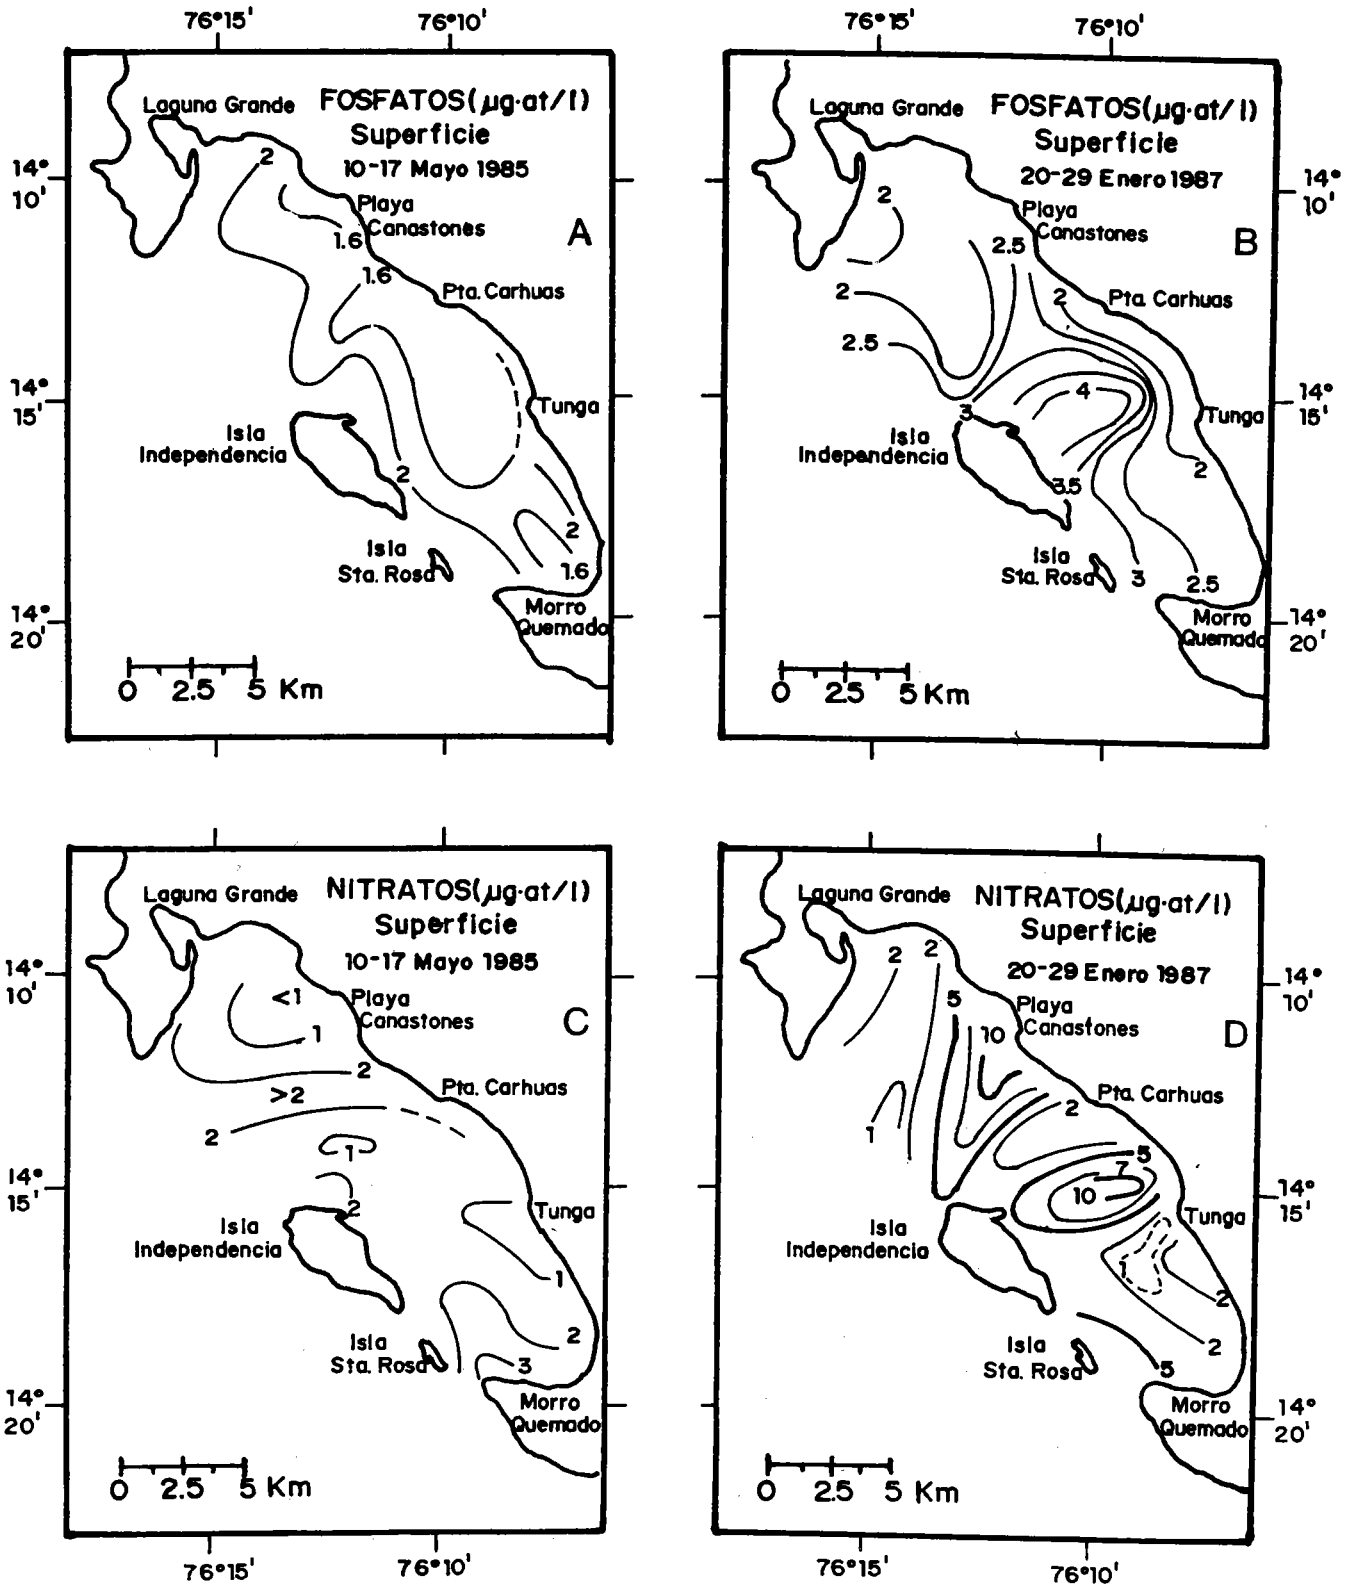 76°15'
76°10'
Laguna Grande
FOSFATOS(µg·at/l)
Superficie
10-17 Mayo 1985
14°
10'
2
Playa
Canastones
1.6
A
1.6
Pta. Carhuas
14°
15'
Tunga
Isla
Independencia
2
2
Isla
Sta. Rosa
1.6
Morro
Quemado
14°
20'
0 2.5 5 Km
76°15'
76°10'
Laguna Grande
FOSFATOS(µg·at/l)
Superficie
20-29 Enero 1987
14°
10'
2
Playa
Canastones
2.5
B
2
2
Pta. Carhuas
2.5
4
3
14°
15'
Tunga
Isla
Independencia
2
3.5
Isla
Sta. Rosa
3
2.5
Morro
Quemado
14°
20'
0 2.5 5 Km
Laguna Grande
NITRATOS(µg·at/l)
Superficie
10-17 Mayo 1985
14°
10'
<1
Playa
Canastones
1
C
2
>2
Pta. Carhuas
2
1
14°
15'
2
Tunga
Isla
Independencia
1
2
Isla
Sta. Rosa
3
Morro
Quemado
14°
20'
0 2.5 5 Km
76°15'
76°10'
Laguna Grande
NITRATOS(µg·at/l)
Superficie
20-29 Enero 1987
14°
10'
2
2
5
Playa
Canastones
10
D
Pta. Carhuas
2
1
5
7
10
14°
15'
Tunga
Isla
Independencia
1
2
2
Isla
Sta. Rosa
5
Morro
Quemado
14°
20'
0 2.5 5 Km
76°15'
76°10'